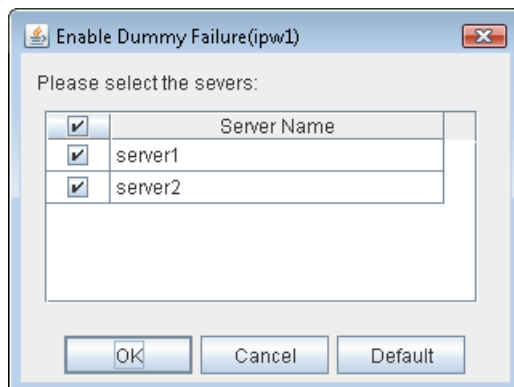 Enable Dummy Failure(ipw1)
Please select the severs:
Server Name
server1
server2
OK
Cancel
Default